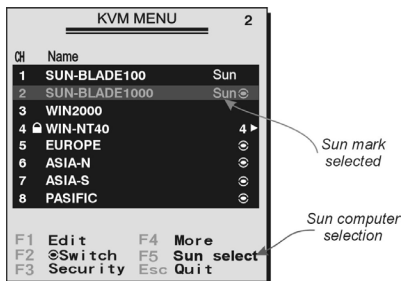 KVM MENU 2
CH Name
1 SUN-BLADE100 Sun
2 SUN-BLADE1000 Sun
3 WIN2000
4 WIN-NT40 4
5 EUROPE
6 ASIA-N
7 ASIA-S
8 PASIFIC
Sun mark
selected
Sun computer
selection
F1 Edit F4 More
F2 Switch F5 Sun select
F3 Security Esc Quit